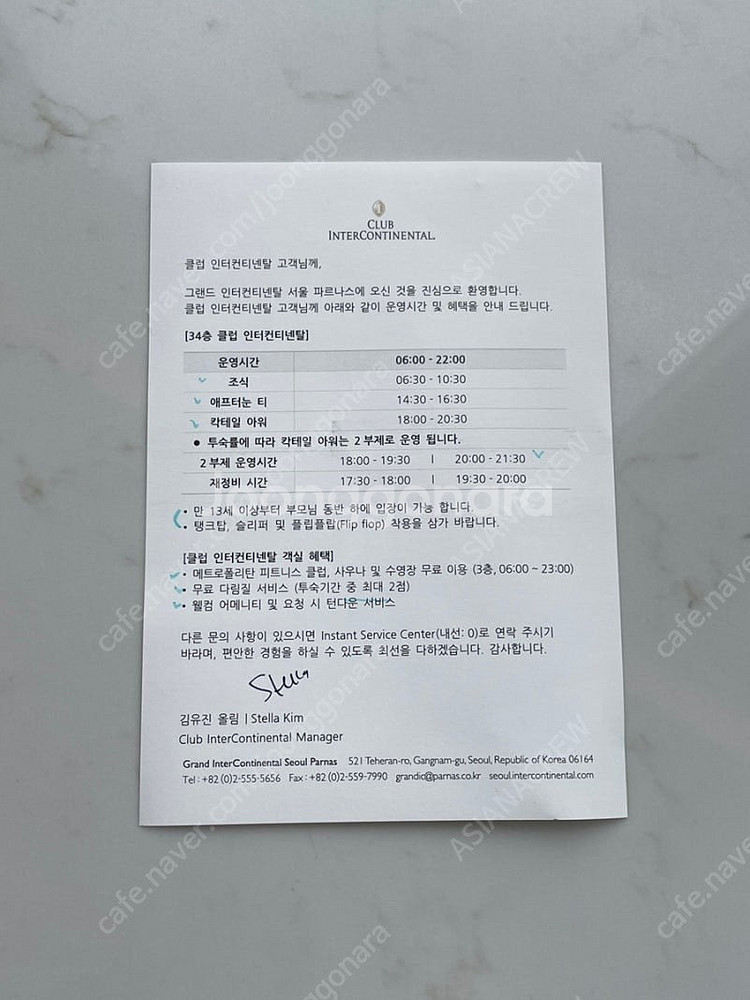 CLUB
INTERCONTINENTAL.
클럽 인터컨티넨탈 고객님께,
그랜드 인터컨티넨탈 서울 파르나스에 오신 것을 진심으로 환영합니다.
클럽 인터컨티넨탈 고객님께 아래와 같이 운영시간 및 혜택을 안내 드립니다.
[34층 클럽 인터컨티넨탈]
운영시간 06:00 - 22:00
조식 06:30 - 10:30
애프터눈 티 14:30 - 16:30
칵테일 아워 18:00 - 20:30
● 투숙률에 따라 칵테일 아워는 2 부제로 운영 됩니다.
2 부제 운영시간 18:00 - 19:30 I 20:00 - 21:30
재정비 시간 17:30 - 18:00 I 19:30 - 20:00
• 만 13세 이상부터 부모님 동반 하에 입장이 가능 합니다.
• 탱크탑, 슬리퍼 및 플립플랍(Flip flop) 착용을 삼가 바랍니다.
[클럽 인터컨티넨탈 객실 혜택]
• 메트로폴리탄 피트니스 클럽, 사우나 및 수영장 무료 이용 (3층, 06:00 ~ 23:00)
• 무료 다림질 서비스 (투숙기간 중 최대 2점)
• 웰컴 어메니티 및 요청 시 턴다운 서비스
다른 문의 사항이 있으시면 Instant Service Center(내선: 0)로 연락 주시기
바라며, 편안한 경험을 하실 수 있도록 최선을 다하겠습니다. 감사합니다.
Stella
김유진 올림 | Stella Kim
Club InterContinental Manager
Grand InterContinental Seoul Parnas 521 Teheran-ro, Gangnam-gu, Seoul, Republic of Korea 06164
Tel : +82 (0)2-555-5656 Fax : +82 (0)2-559-7990 grandic@parnas.co.kr seoul.intercontinental.com
joonggonara
cafe.naver.com/joonggonara
ASIANACREW